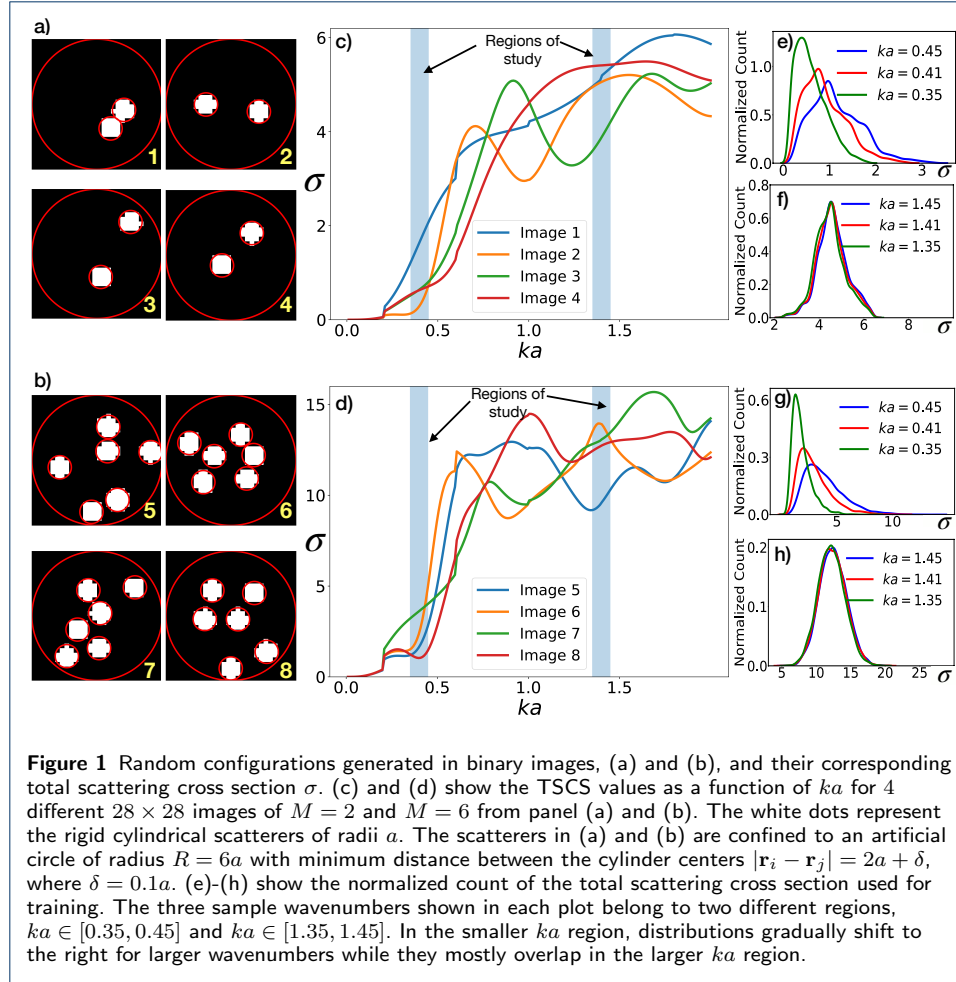 a)
1
2
3
4
c)
6
4
2
0
σ
Regions of
study
Image 1
Image 2
Image 3
Image 4
0.0 0.5 1.0 1.5
ka
e)
Normalized Count
1.0
0.5
0.0
ka = 0.45
ka = 0.41
ka = 0.35
0 1 2 3 σ
f)
Normalized Count
0.8
0.6
0.4
0.2
0.0
ka = 1.45
ka = 1.41
ka = 1.35
2 4 6 8 σ
b)
5
6
7
8
d)
15
10
5
0
σ
Regions of
study
Image 5
Image 6
Image 7
Image 8
0.0 0.5 1.0 1.5
ka
g)
Normalized Count
0.6
0.3
0.0
ka = 0.45
ka = 0.41
ka = 0.35
5 10 σ
h)
Normalized Count
0.2
0.1
0.0
ka = 1.45
ka = 1.41
ka = 1.35
5 10 15 20 25 σ
Figure 1 Random configurations generated in binary images, (a) and (b), and their corresponding
total scattering cross section σ. (c) and (d) show the TSCS values as a function of ka for 4
different 28 × 28 images of M = 2 and M = 6 from panel (a) and (b). The white dots represent
the rigid cylindrical scatterers of radii a. The scatterers in (a) and (b) are confined to an artificial
circle of radius R = 6a with minimum distance between the cylinder centers |rᵢ − rⱼ| = 2a + δ,
where δ = 0.1a. (e)-(h) show the normalized count of the total scattering cross section used for
training. The three sample wavenumbers shown in each plot belong to two different regions,
ka ∈ [0.35, 0.45] and ka ∈ [1.35, 1.45]. In the smaller ka region, distributions gradually shift to
the right for larger wavenumbers while they mostly overlap in the larger ka region.